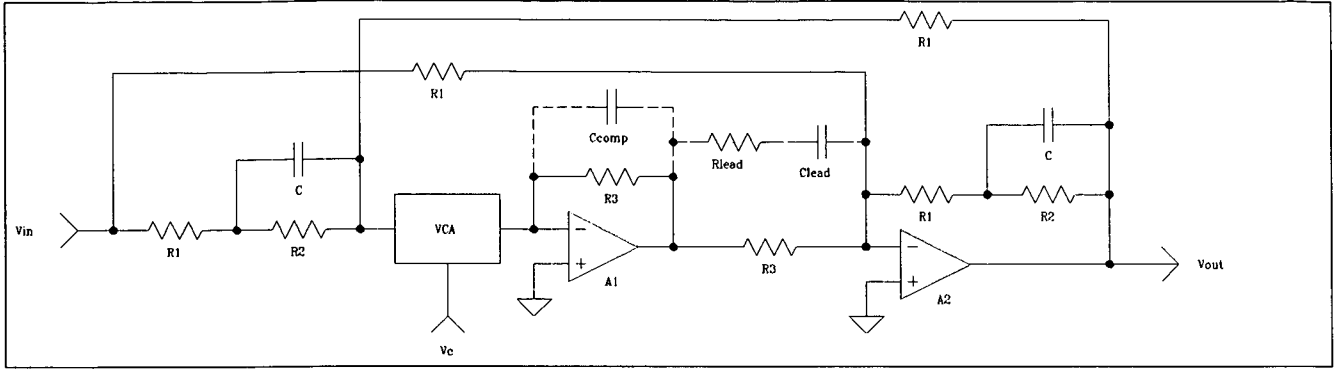 R1
R1
Ccomp
C
Rlead
Clead
C
R3
R1
R2
Vin
R1
R2
VCA
−
+
A1
R3
−
+
A2
Vout
Vc